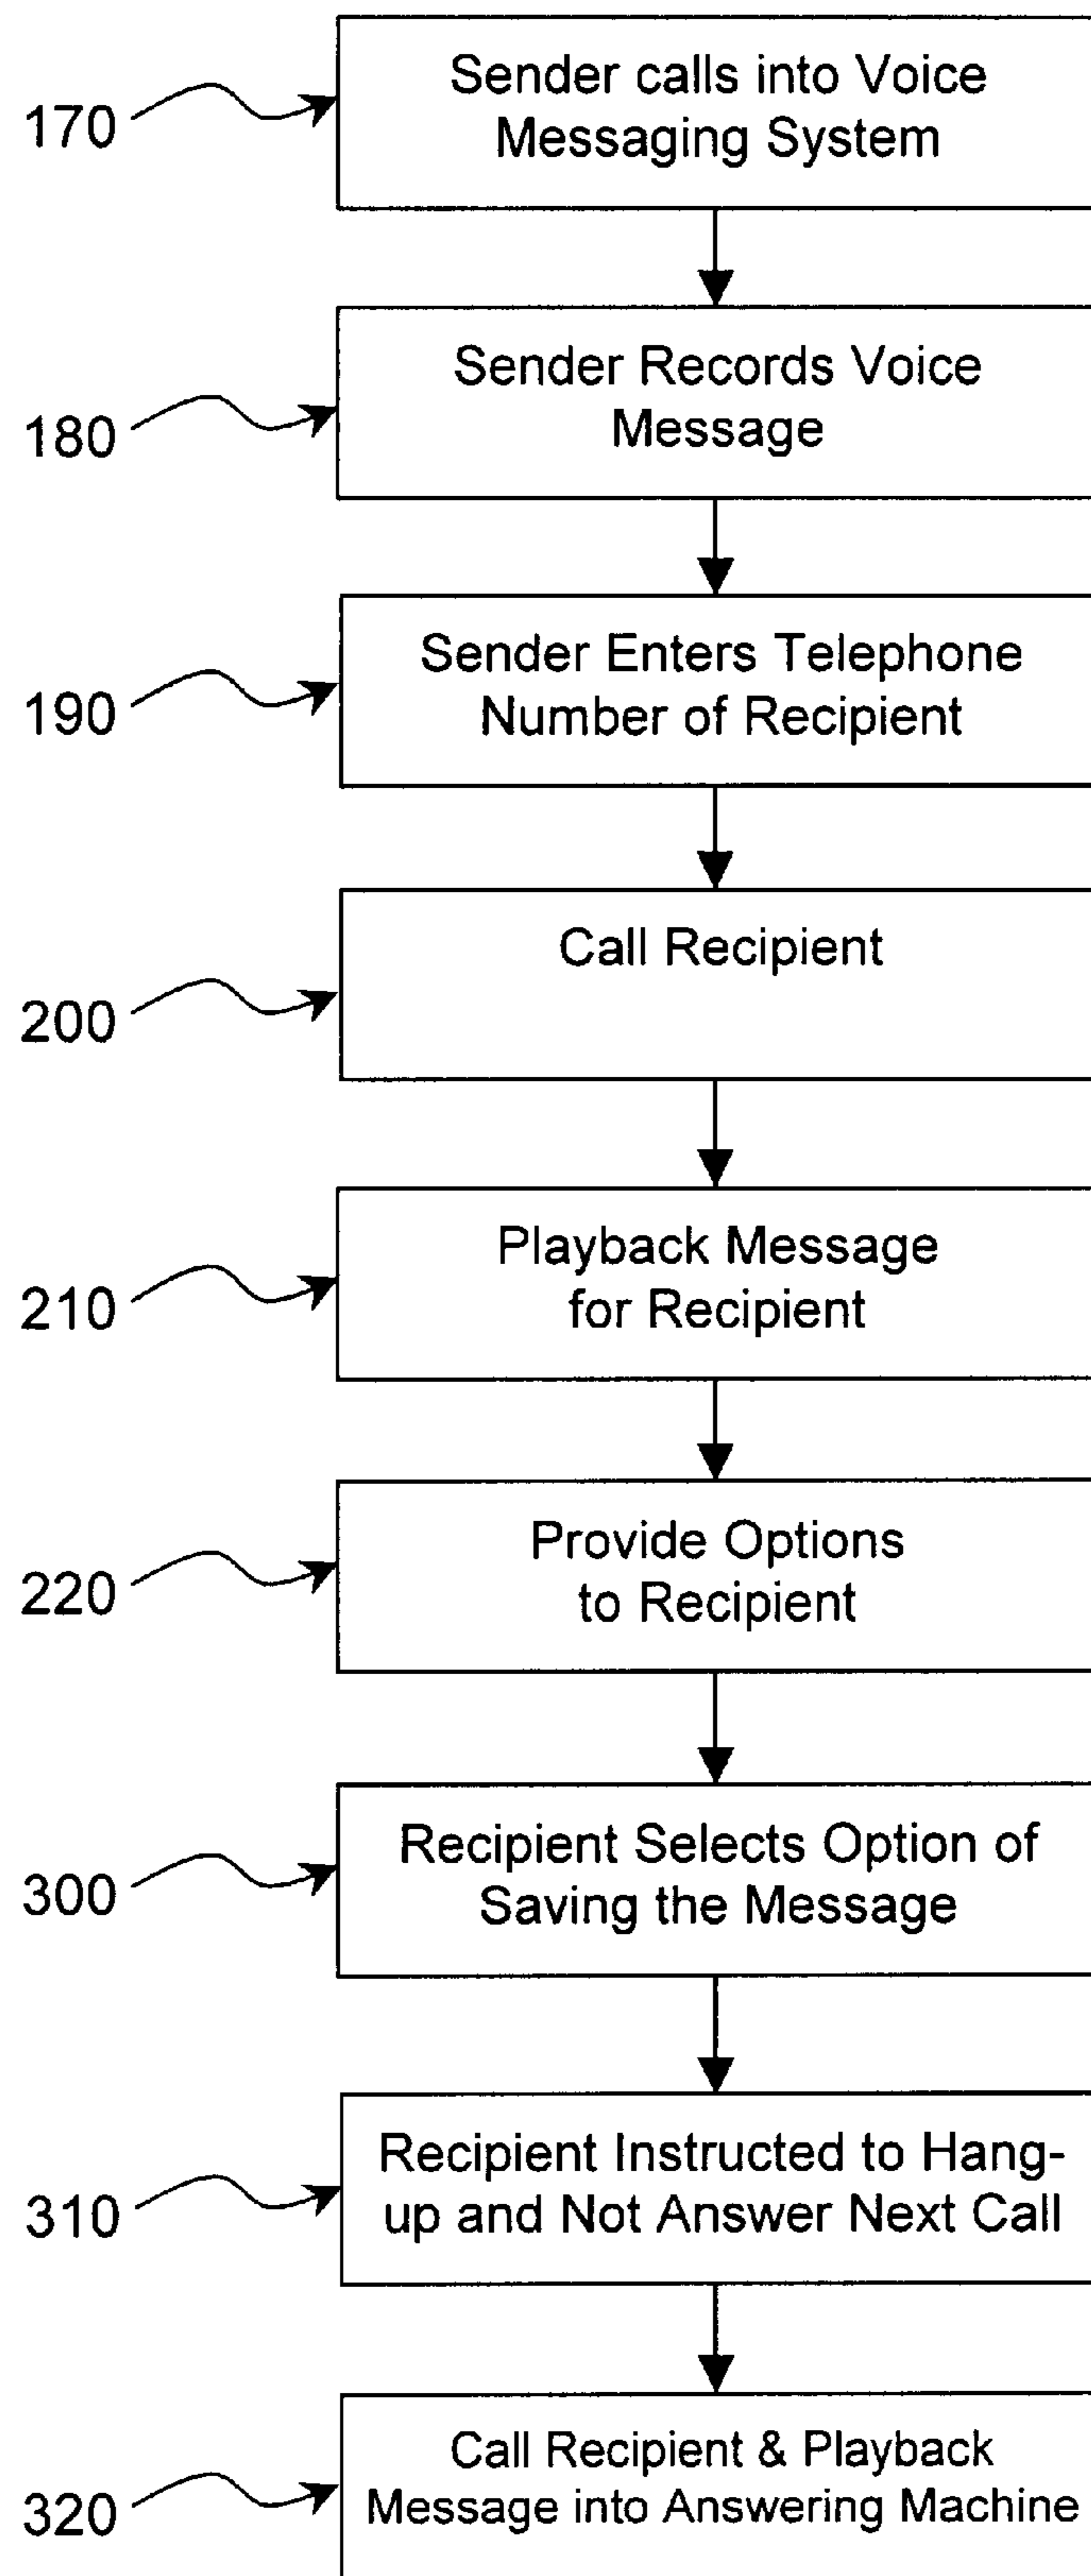 170
Sender calls into Voice
Messaging System
180
Sender Records Voice
Message
190
Sender Enters Telephone
Number of Recipient
200
Call Recipient
210
Playback Message
for Recipient
220
Provide Options
to Recipient
300
Recipient Selects Option of
Saving the Message
310
Recipient Instructed to Hang-
up and Not Answer Next Call
320
Call Recipient & Playback
Message into Answering Machine